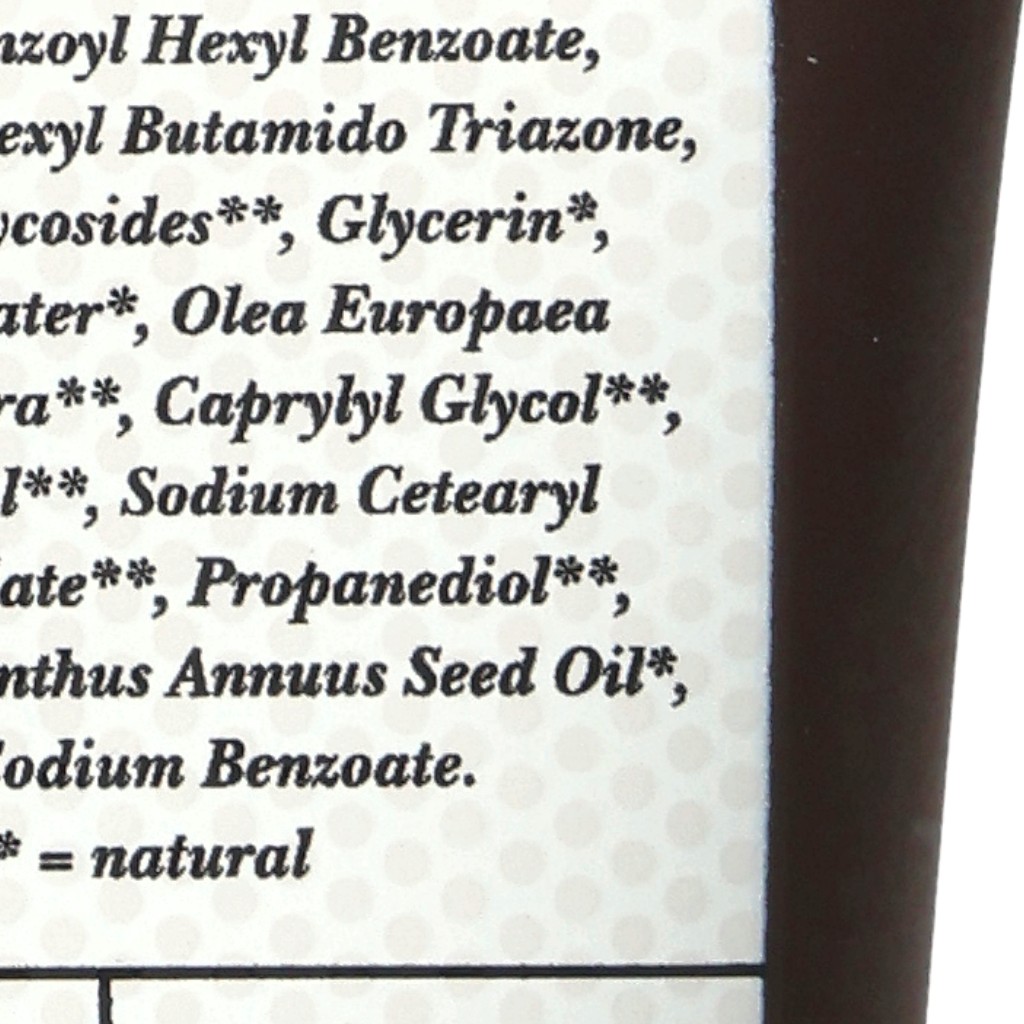 nzoyl Hexyl Benzoate,
exyl Butamido Triazone,
ycosides**, Glycerin*,
ater*, Olea Europaea
ra**, Caprylyl Glycol**,
l**, Sodium Cetearyl
ate**, Propanediol**,
nthus Annuus Seed Oil*,
odium Benzoate.
* = natural